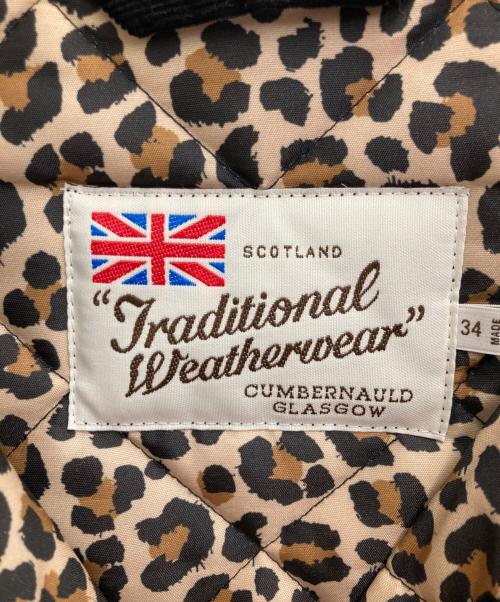 SCOTLAND
"Traditional
Weatherwear"
CUMBERNAULD
GLASGOW
34
MADE